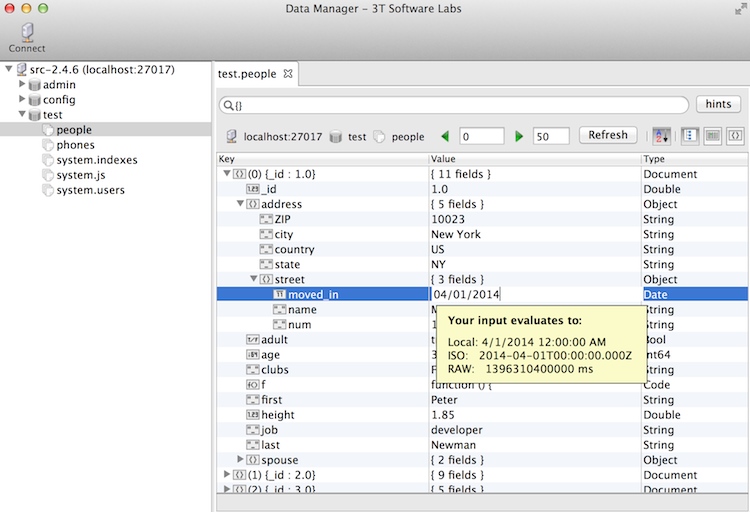 Data Manager – 3T Software Labs
Connect
src-2.4.6 (localhost:27017)
admin
config
test
people
phones
system.indexes
system.js
system.users
test.people
{}
hints
localhost:27017 test people 0 50 Refresh
Key Value Type
(0) {_id : 1.0} { 11 fields } Document
_id 1.0 Double
address { 5 fields } Object
ZIP 10023 String
city New York String
country US String
state NY String
street { 3 fields } Object
moved_in 04/01/2014 Date
name String
num String
adult Bool
age Int64
clubs String
f function () { Code
first Peter String
height 1.85 Double
job developer String
last Newman String
spouse { 2 fields } Object
(1) {_id : 2.0} { 9 fields } Document
(2) {_id : 3.0} { 5 fields } Document
Your input evaluates to:
Local: 4/1/2014 12:00:00 AM
ISO: 2014-04-01T00:00:00.000Z
RAW: 1396310400000 ms